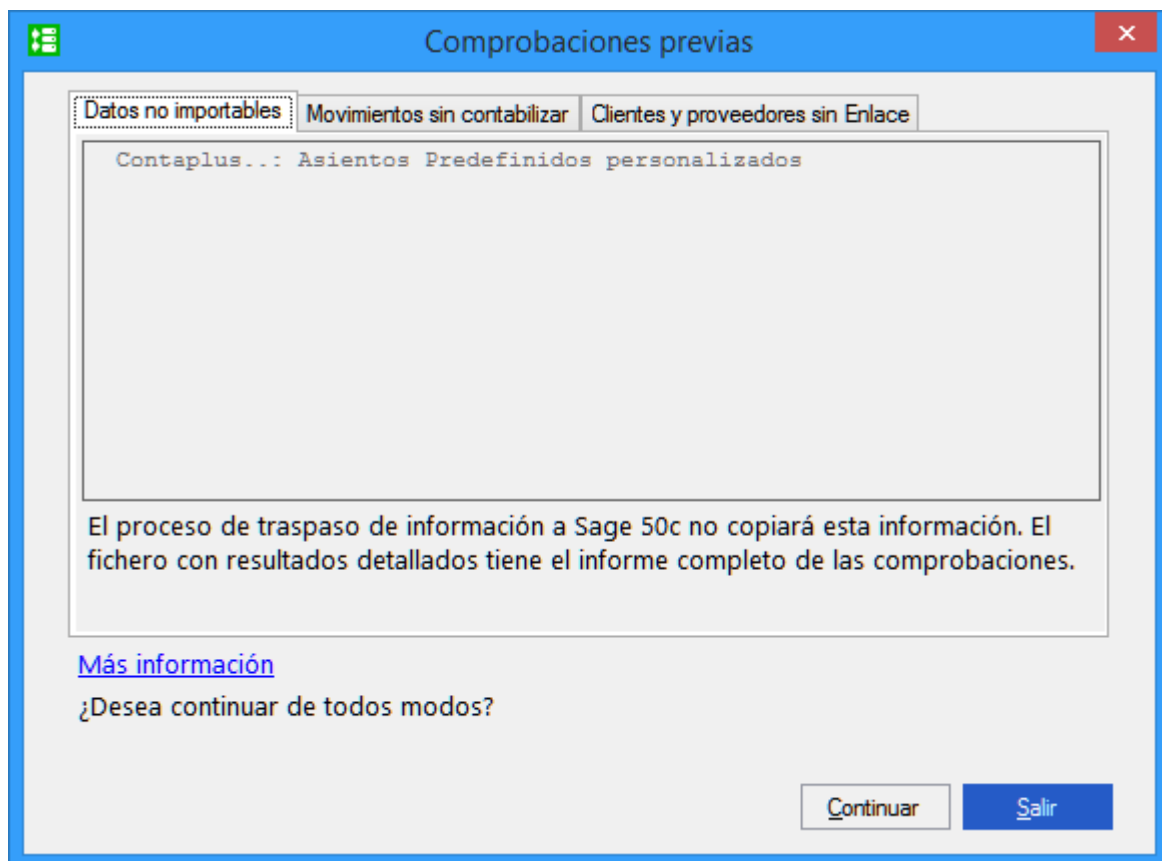 Comprobaciones previas
Datos no importables
Movimientos sin contabilizar
Clientes y proveedores sin Enlace
Contaplus..: Asientos Predefinidos personalizados
El proceso de traspaso de información a Sage 50c no copiará esta información. El
fichero con resultados detallados tiene el informe completo de las comprobaciones.
Más información
¿Desea continuar de todos modos?
Continuar
Salir